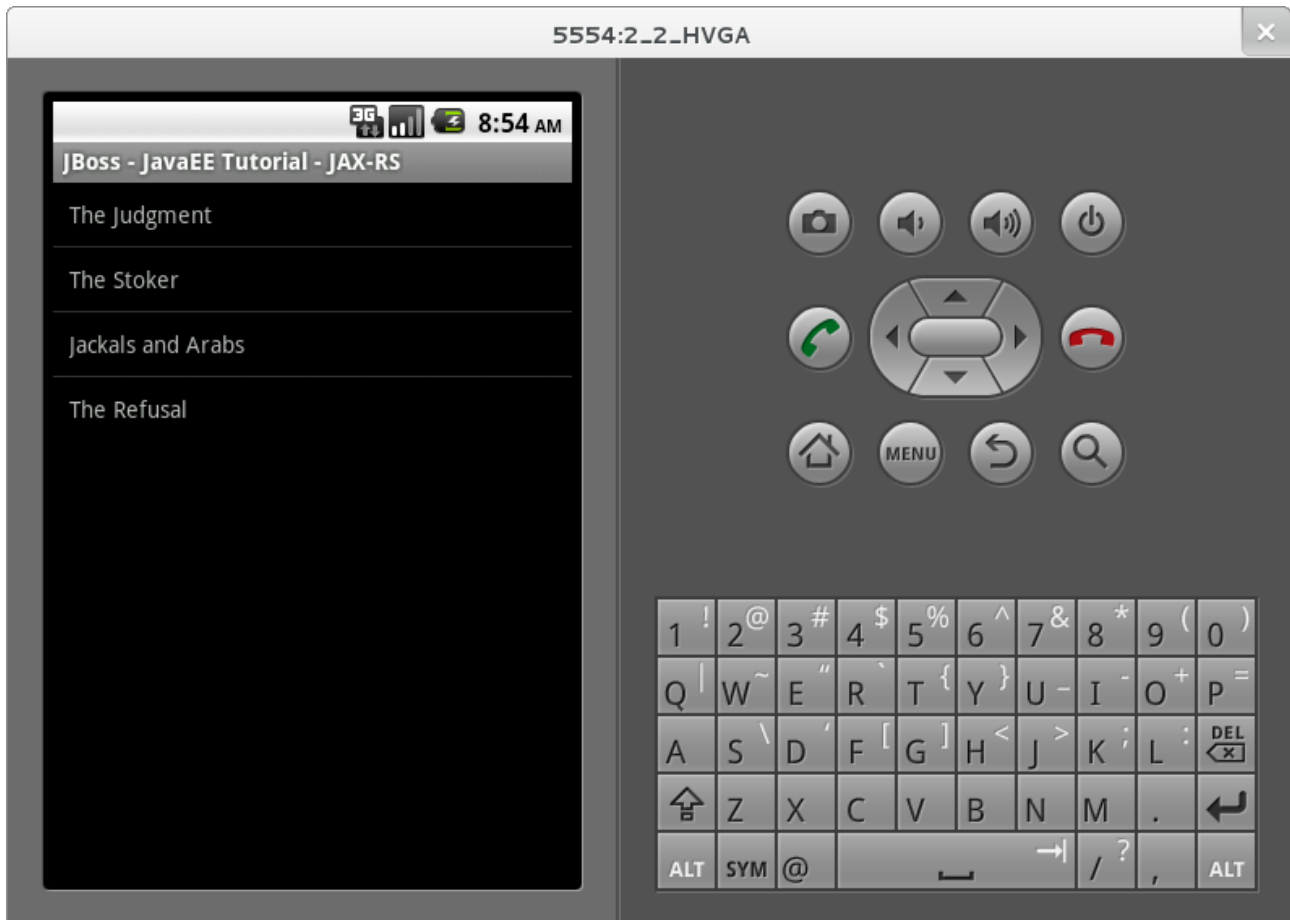 5554:2_2_HVGA
3G 8:54 AM
JBoss - JavaEE Tutorial - JAX-RS
The Judgment
The Stoker
Jackals and Arabs
The Refusal
MENU
1 ! 2 @ 3 # 4 $ 5 % 6 ^ 7 & 8 * 9 ( 0 )
Q | W ~ E " R ` T { Y } U _ I - O + P =
A S \ D ' F [ G ] H < J > K ; L : DEL
Z X C V B N M .
ALT SYM @ / ? , ALT